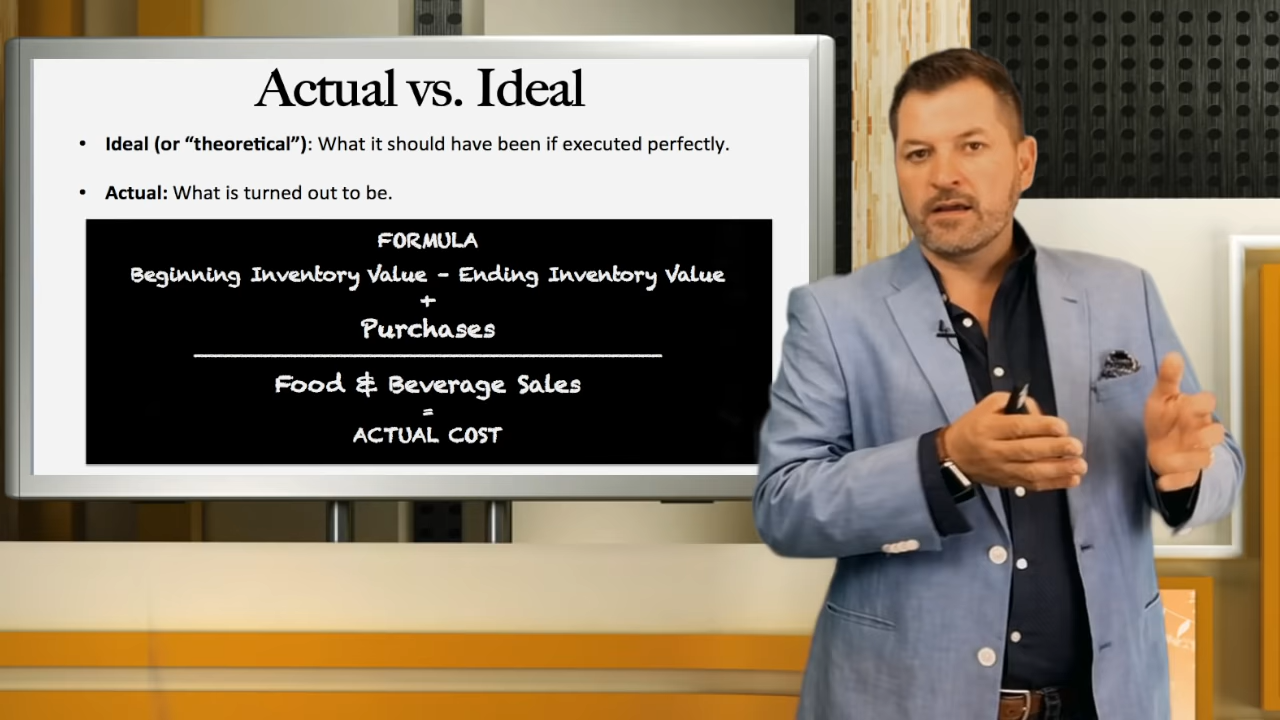 Actual vs. Ideal
• Ideal (or “theoretical”): What it should have been if executed perfectly.
• Actual: What is turned out to be.
FORMULA
Beginning Inventory Value - Ending Inventory Value
+
Purchases
Food & Beverage Sales
=
ACTUAL COST